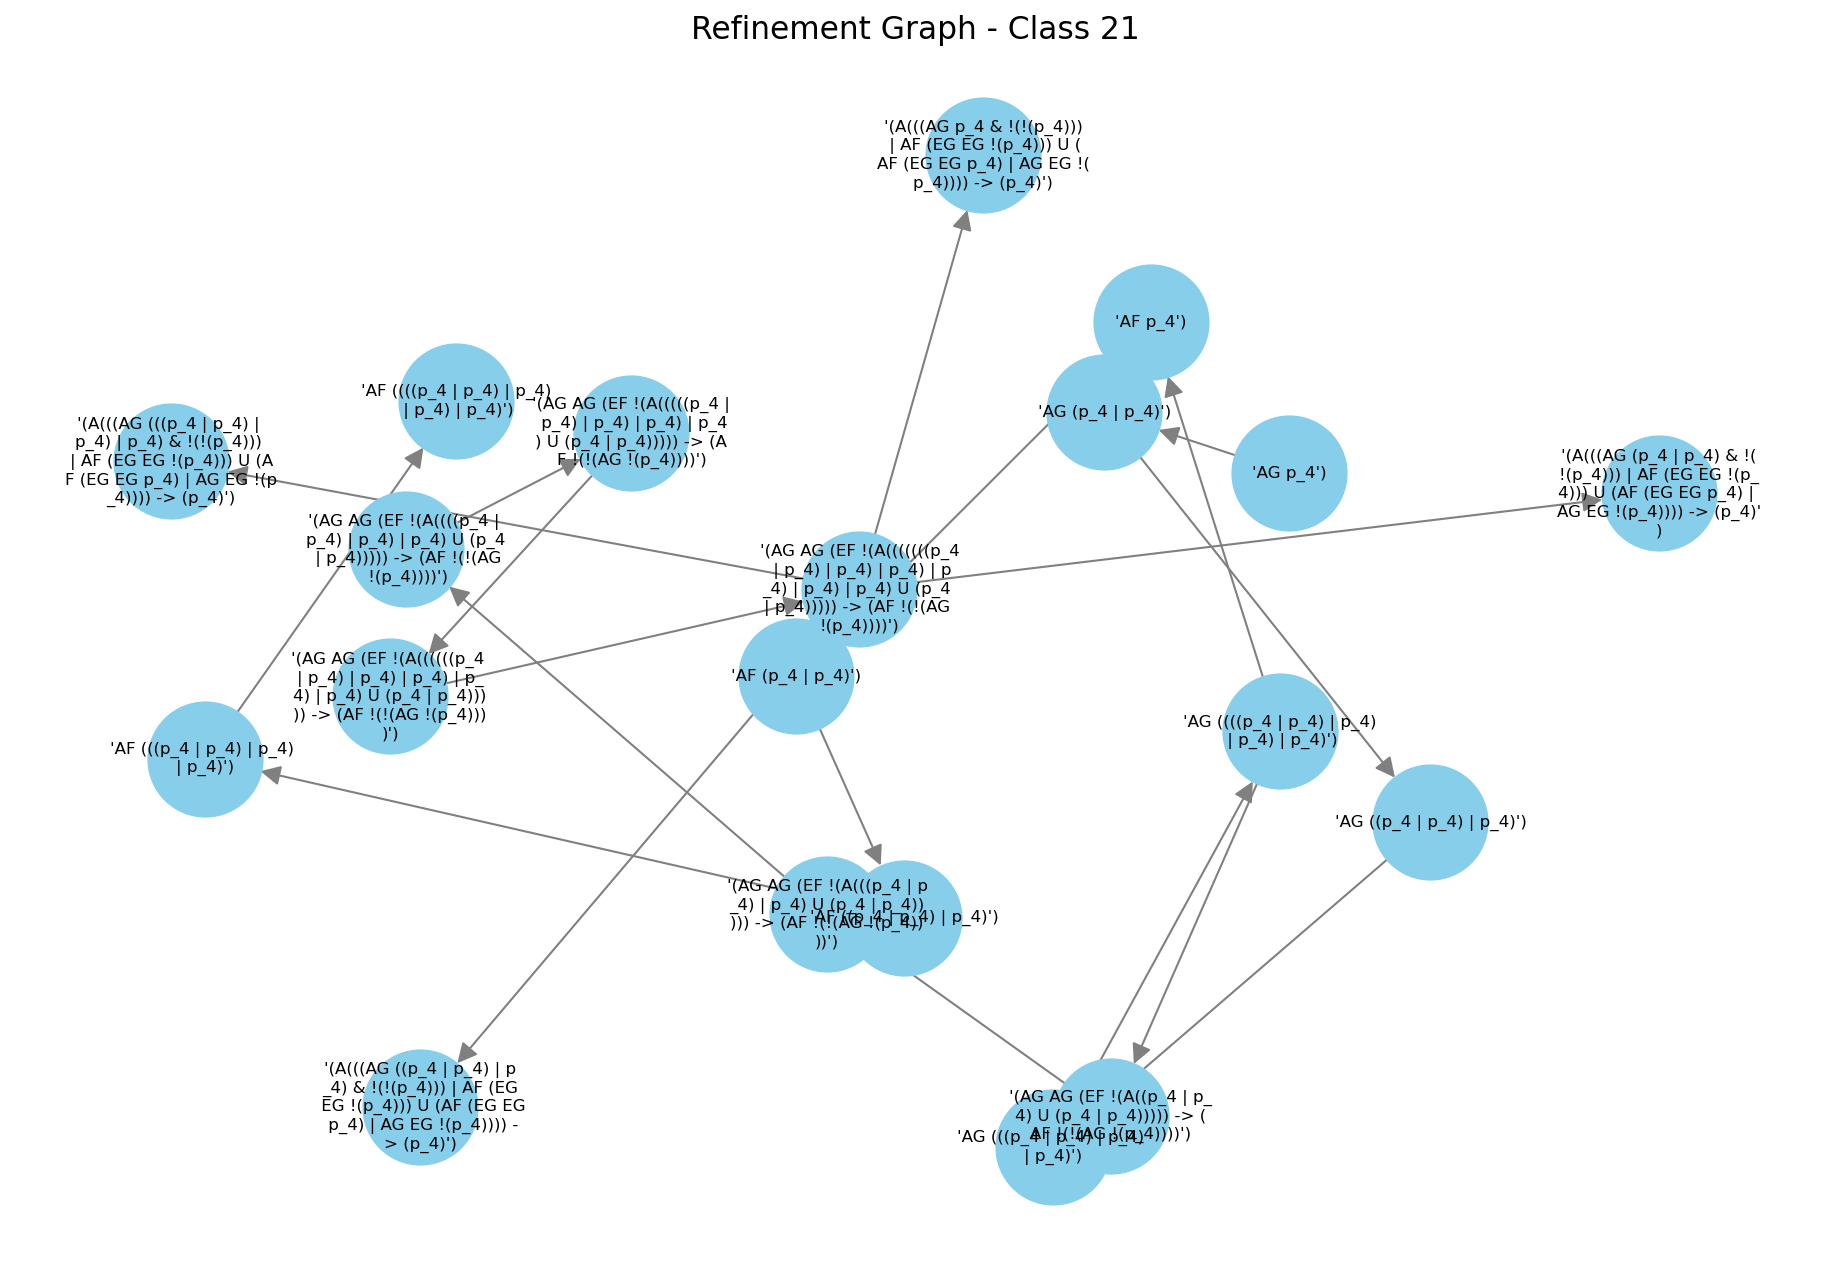 Refinement Graph - Class 21
'(A(((AG p_4 & !(!(p_4)))
| AF (EG EG !(p_4))) U (
AF (EG EG p_4) | AG EG !(
p_4)))) -> (p_4)')
'AF p_4')
'AG (p_4 | p_4)')
'AG p_4')
'AF ((((p_4 | p_4) | p_4)
| p_4) | p_4)')
'(AG AG (EF !(A(((((p_4 |
p_4) | p_4) | p_4) | p_4
) U (p_4 | p_4))))) -> (A
F !(!(AG !(p_4))))')
'(A(((AG (((p_4 | p_4) |
p_4) | p_4) & !(!(p_4)))
| AF (EG EG !(p_4))) U (A
F (EG EG p_4) | AG EG !(p
_4)))) -> (p_4)')
'(A(((AG (p_4 | p_4) & !(
!(p_4))) | AF (EG EG !(p_
4))) U (AF (EG EG p_4) |
AG EG !(p_4)))) -> (p_4)'
)
'(AG AG (EF !(A((((p_4 |
p_4) | p_4) | p_4) U (p_4
| p_4))))) -> (AF !(!(AG
!(p_4))))')
'(AG AG (EF !(A(((((((p_4
| p_4) | p_4) | p_4) | p
_4) | p_4) | p_4) U (p_4
| p_4))))) -> (AF !(!(AG
!(p_4))))')
'AF (p_4 | p_4)')
'(AG AG (EF !(A((((((p_4
| p_4) | p_4) | p_4) | p_
4) | p_4) U (p_4 | p_4)))
)) -> (AF !(!(AG !(p_4)))
)')
'AF (((p_4 | p_4) | p_4)
| p_4)')
'AG ((((p_4 | p_4) | p_4)
| p_4) | p_4)')
'AG ((p_4 | p_4) | p_4)')
'(AG AG (EF !(A(((p_4 | p
_4) | p_4) U (p_4 | p_4))
))) -> (AF !(!(AG !(p_4))
))')
'AF ((p_4 | p_4) | p_4)')
'(A(((AG ((p_4 | p_4) | p
_4) & !(!(p_4))) | AF (EG
EG !(p_4))) U (AF (EG EG
p_4) | AG EG !(p_4)))) -
> (p_4)')
'(AG AG (EF !(A((p_4 | p_
4) U (p_4 | p_4))))) -> (
AF !(!(AG !(p_4))))')
'AG (((p_4 | p_4) | p_4)
| p_4)')